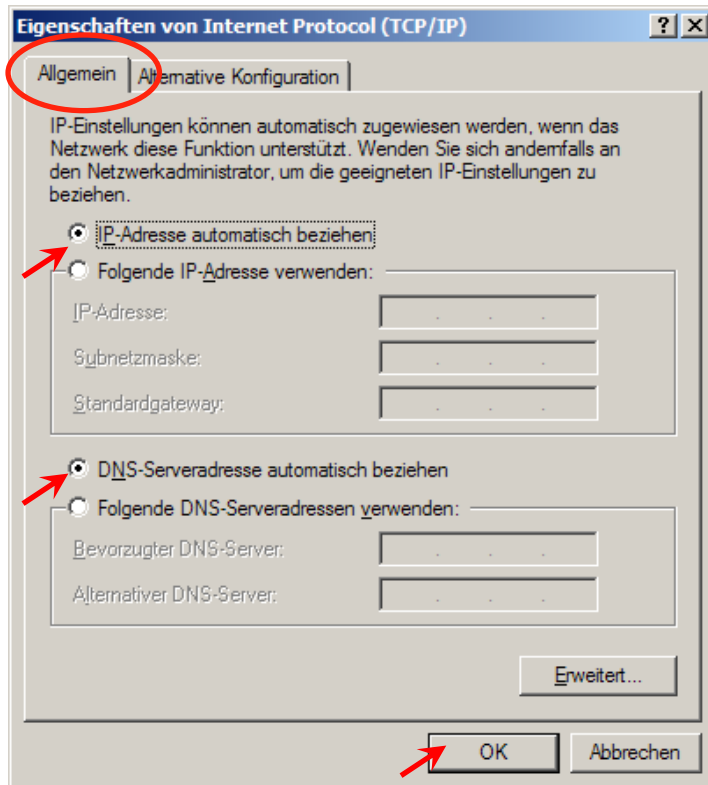 Eigenschaften von Internet Protocol (TCP/IP)
Allgemein
Alternative Konfiguration
IP-Einstellungen können automatisch zugewiesen werden, wenn das
Netzwerk diese Funktion unterstützt. Wenden Sie sich andernfalls an
den Netzwerkadministrator, um die geeigneten IP-Einstellungen zu
beziehen.
IP-Adresse automatisch beziehen
Folgende IP-Adresse verwenden:
IP-Adresse:
Subnetzmaske:
Standardgateway:
DNS-Serveradresse automatisch beziehen
Folgende DNS-Serveradressen verwenden:
Bevorzugter DNS-Server:
Alternativer DNS-Server:
Erweitert...
OK
Abbrechen